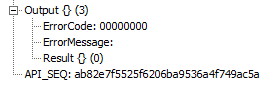 Output {} (3)
ErrorCode: 00000000
ErrorMessage:
Result {} (0)
API_SEQ: ab82e7f5525f6206ba9536a4f749ac5a